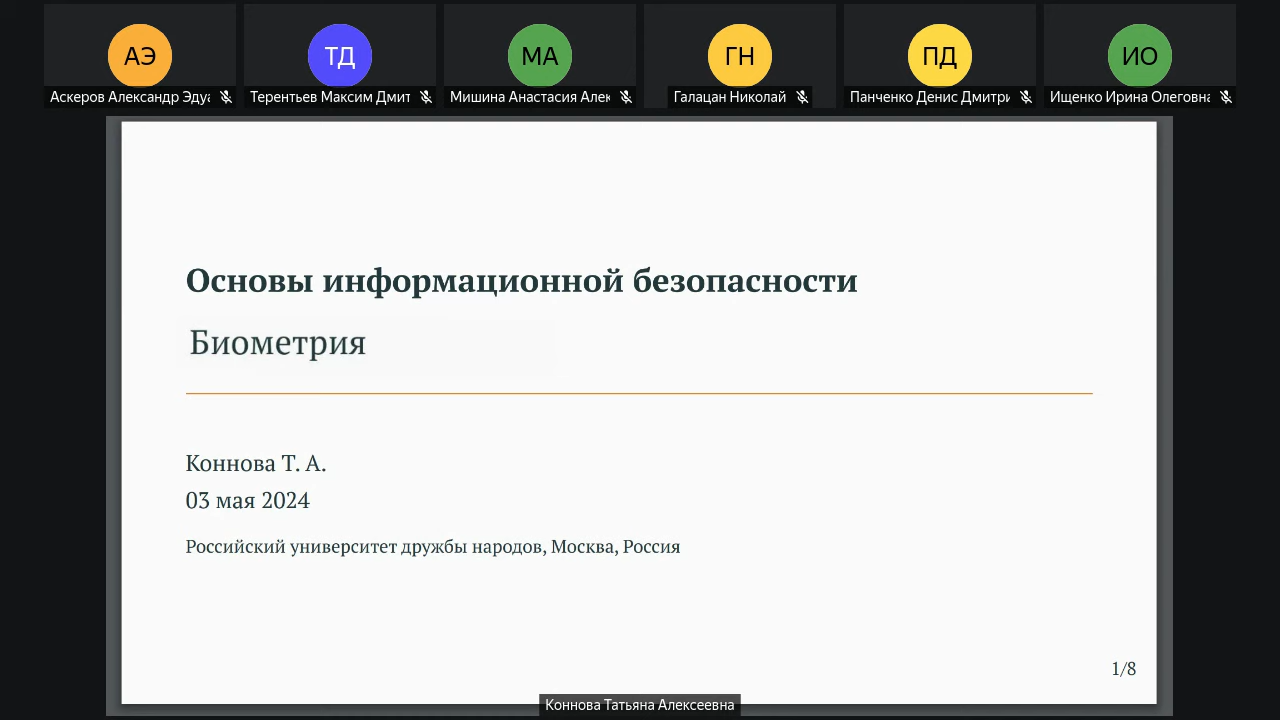 АЭ
ТД
МА
ГН
ПД
ИО
Аскеров Александр Эдуа
Терентьев Максим Дмит
Мишина Анастасия Алек
Галацан Николай
Панченко Денис Дмитри
Ищенко Ирина Олеговна
Основы информационной безопасности
Биометрия
Коннова Т. А.
03 мая 2024
Российский университет дружбы народов, Москва, Россия
1/8
Коннова Татьяна Алексеевна